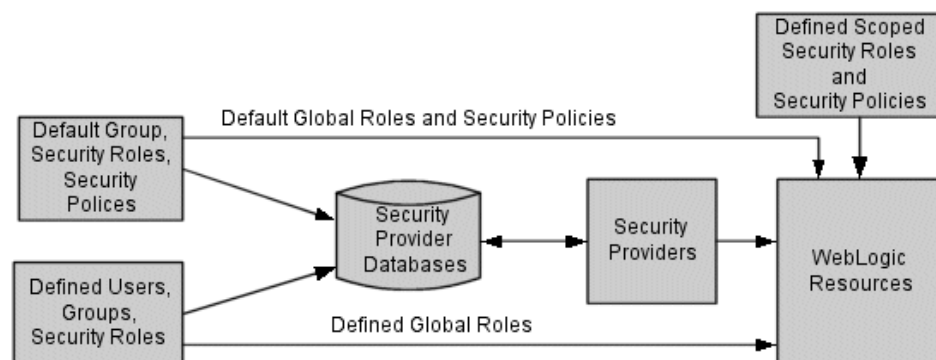 Defined Scoped
Security Roles
and
Security Policies
Default Global Roles and Security Policies
Default Group,
Security Roles,
Security
Polices
Security
Provider
Databases
Security
Providers
WebLogic
Resources
Defined Users,
Groups,
Security Roles
Defined Global Roles